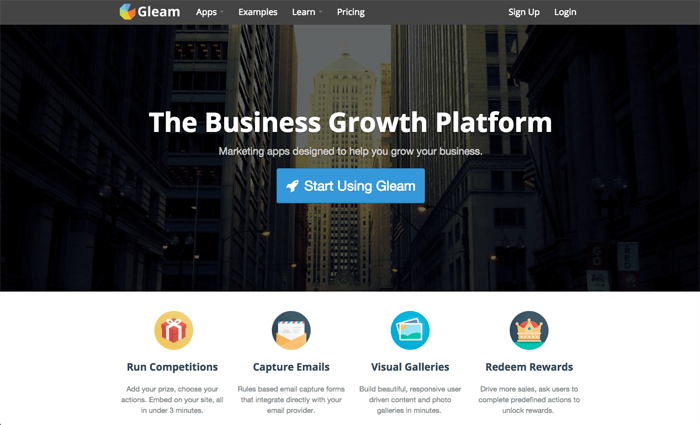 Gleam Apps Examples Learn Pricing Sign Up Login
The Business Growth Platform
Marketing apps designed to help you grow your business.
Start Using Gleam
Run Competitions
Add your prize, choose your
actions. Embed on your site, all
in under 3 minutes.
Capture Emails
Rules based email capture forms
that integrate directly with your
email provider.
Visual Galleries
Build beautiful, responsive user
driven content and photo
galleries in minutes.
Redeem Rewards
Drive more sales, ask users to
complete predefined actions to
unlock rewards.